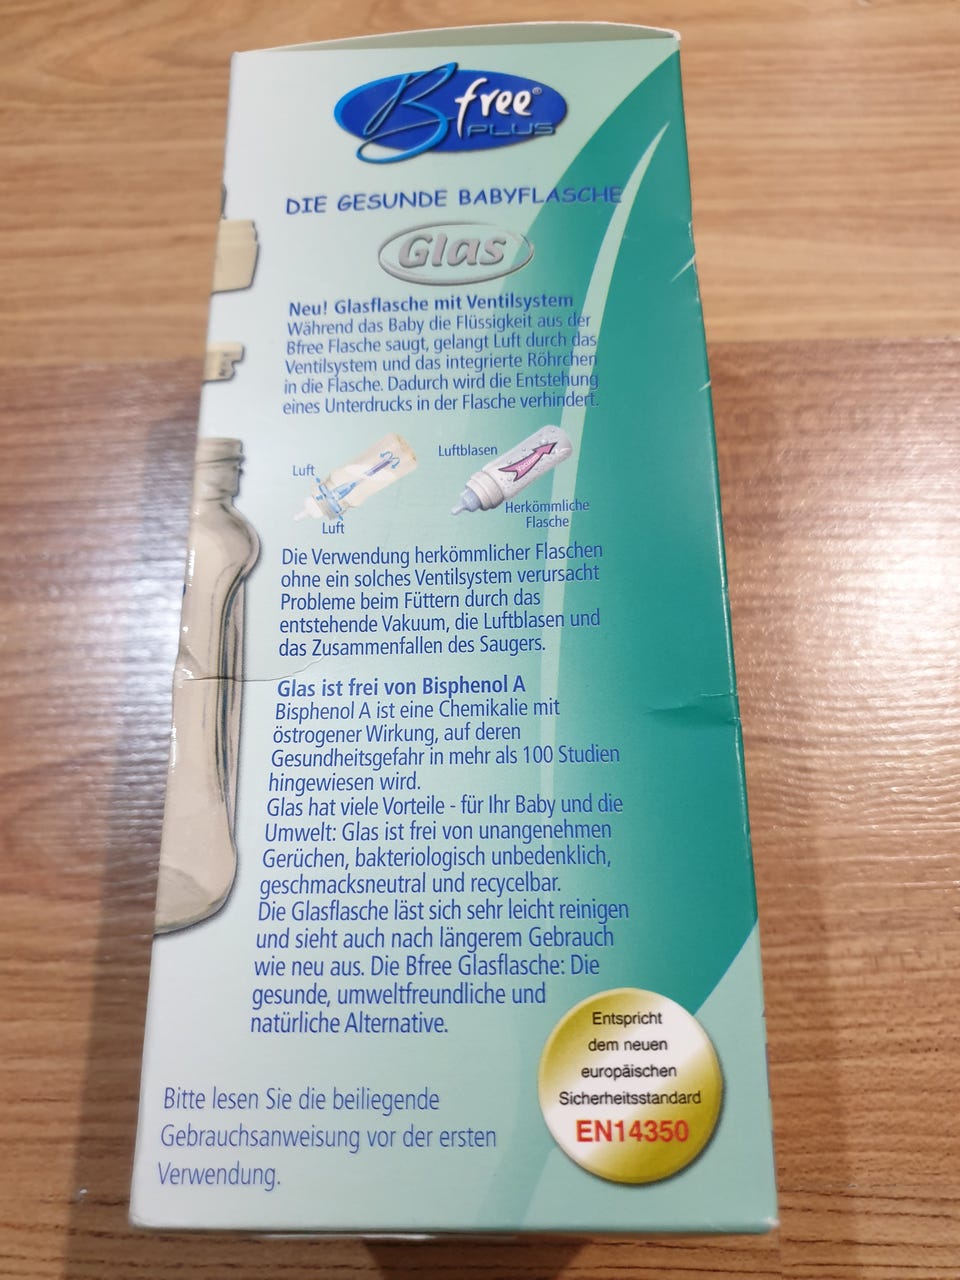 Bfree®
PLUS
DIE GESUNDE BABYFLASCHE
Glas
Neu! Glasflasche mit Ventilsystem
Während das Baby die Flüssigkeit aus der
Bfree Flasche saugt, gelangt Luft durch das
Ventilsystem und das integrierte Röhrchen
in die Flasche. Dadurch wird die Entstehung
eines Unterdrucks in der Flasche verhindert.
Luft
Luft
Luftblasen
Vacuum
Herkömmliche
Flasche
Die Verwendung herkömmlicher Flaschen
ohne ein solches Ventilsystem verursacht
Probleme beim Füttern durch das
entstehende Vakuum, die Luftblasen und
das Zusammenfallen des Saugers.
Glas ist frei von Bisphenol A
Bisphenol A ist eine Chemikalie mit
östrogener Wirkung, auf deren
Gesundheitsgefahr in mehr als 100 Studien
hingewiesen wird.
Glas hat viele Vorteile - für Ihr Baby und die
Umwelt: Glas ist frei von unangenehmen
Gerüchen, bakteriologisch unbedenklich,
geschmacksneutral und recycelbar.
Die Glasflasche läst sich sehr leicht reinigen
und sieht auch nach längerem Gebrauch
wie neu aus. Die Bfree Glasflasche: Die
gesunde, umweltfreundliche und
natürliche Alternative.
Entspricht
dem neuen
europäischen
Sicherheitsstandard
EN14350
Bitte lesen Sie die beiliegende
Gebrauchsanweisung vor der ersten
Verwendung.